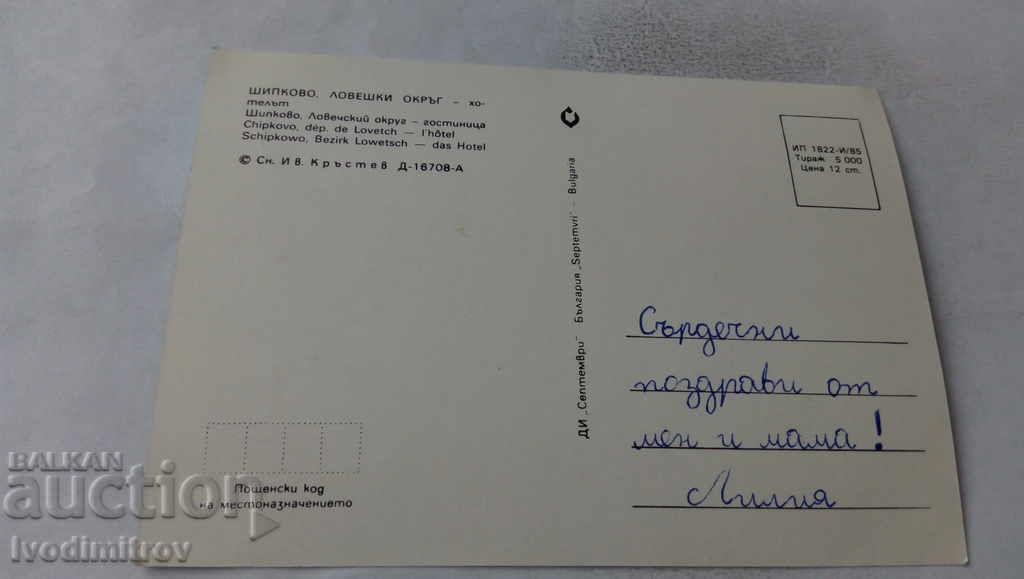 ШИПКОВО, ЛОВЕШКИ ОКРЪГ – хо-
телът
Шипково, Ловечский округ – гостиница
Chipkovo, dép. de Lovetch — l'hôtel
Schipkowo, Bezirk Lowetsch — das Hotel
© Сн. Ив. Кръстев Д-16708-А
ДИ „Септември" България „Septemvri" – Bulgaria
ИП 1822-И/85
Тираж 5 000
Цена 12 ст.
Сърдечни
поздрави от
мен и мама!
Лилия
Пощенски код
на местоназначението
BALKAN
auction
Ivodimitrov